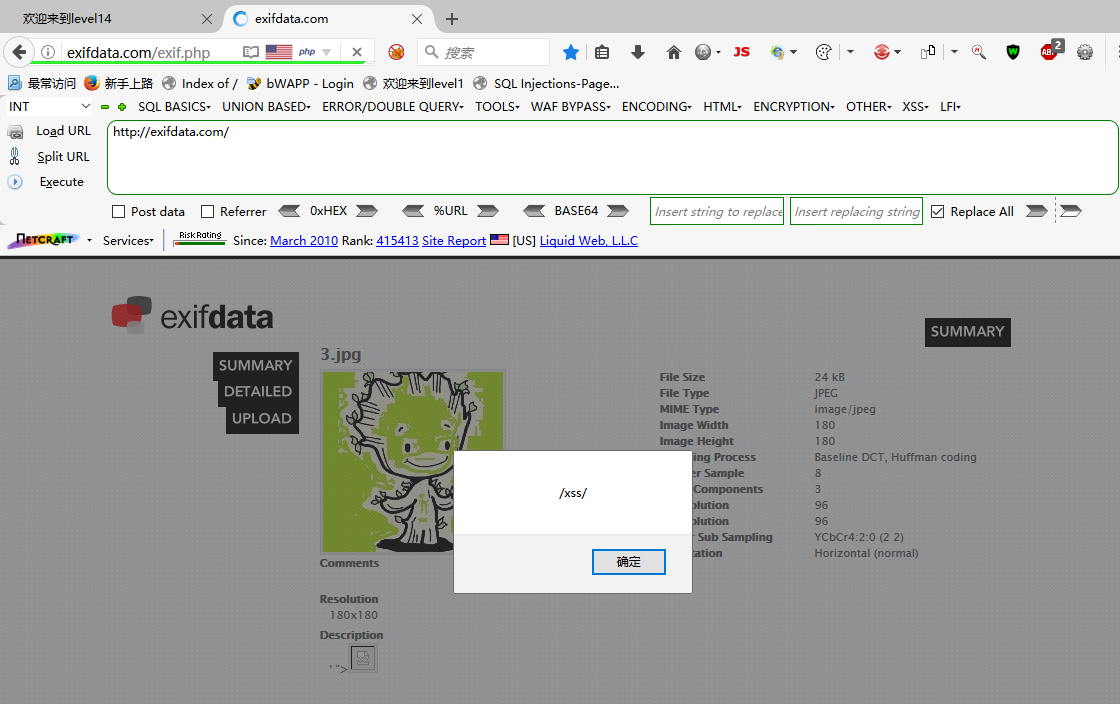 欢迎来到level14
exifdata.com
exifdata.com/exif.php
php
搜索
JS
ABP
2
最常访问 新手上路 Index of / bWAPP - Login 欢迎来到level1 SQL Injections-Page...
INT SQL BASICS UNION BASED ERROR/DOUBLE QUERY TOOLS WAF BYPASS ENCODING HTML ENCRYPTION OTHER XSS LFI
Load URL http://exifdata.com/
Split URL
Execute
Post data Referrer 0xHEX %URL BASE64 Insert string to replace Insert replacing string Replace All
NETCRAFT Services Risk Rating Since: March 2010 Rank: 415413 Site Report [US] Liquid Web, L.L.C
exifdata
SUMMARY
SUMMARY
DETAILED
UPLOAD
3.jpg
File Size 24 kB
File Type JPEG
MIME Type image/jpeg
Image Width 180
Image Height 180
ing Process Baseline DCT, Huffman coding
er Sample 8
Components 3
olution 96
olution 96
r Sub Sampling YCbCr4:2:0 (2 2)
tation Horizontal (normal)
/xss/
确定
Comments
Resolution
180x180
Description
' ">